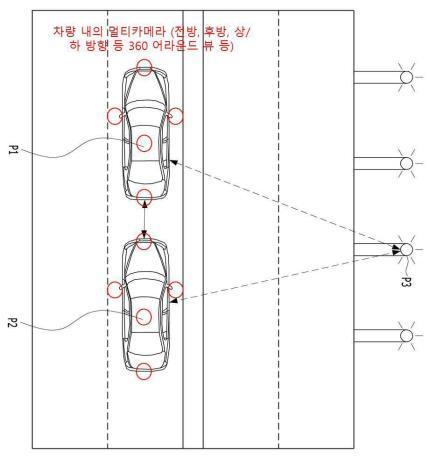 차량 내의 멀티카메라 (전방, 후방, 상/
하 방향 등 360 어라운드 뷰 등)
P1
P3
P2